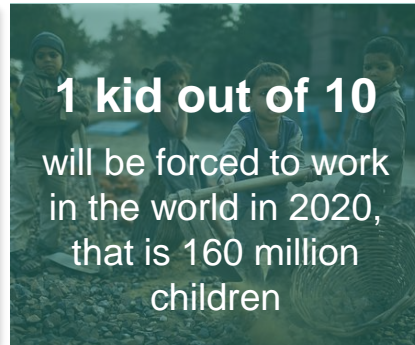 1 kid out of 10
will be forced to work
in the world in 2020,
that is 160 million
children